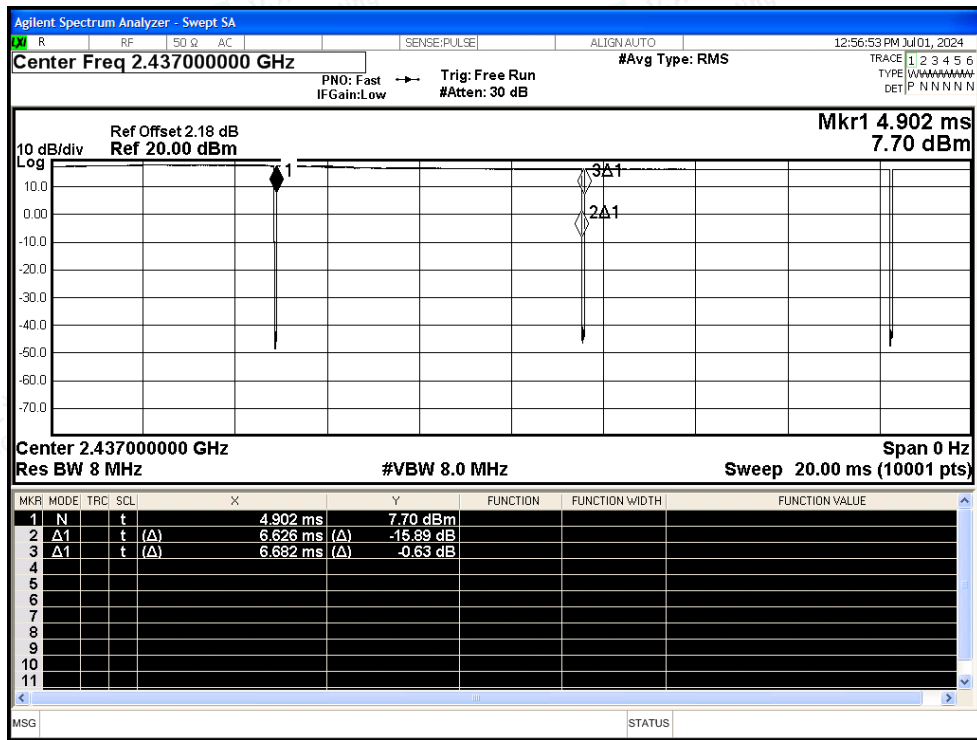 Agilent Spectrum Analyzer - Swept SA
LXI R RF 50 Ω AC SENSE:PULSE ALIGN AUTO 12:56:53 PM Jul 01, 2024
Center Freq 2.437000000 GHz #Avg Type: RMS TRACE 1 2 3 4 5 6
PNO: Fast Trig: Free Run TYPE WWWWWW
IFGain:Low #Atten: 30 dB DET P N N N N N
Mkr1 4.902 ms
Ref Offset 2.18 dB
10 dB/div Ref 20.00 dBm 7.70 dBm
Log
1 3Δ1
10.0
0.00 2Δ1
-10.0
-20.0
-30.0
-40.0
-50.0
-60.0
-70.0
Center 2.437000000 GHz Span 0 Hz
Res BW 8 MHz #VBW 8.0 MHz Sweep 20.00 ms (10001 pts)
MKR MODE TRC SCL X Y FUNCTION FUNCTION WIDTH FUNCTION VALUE
1 N t 4.902 ms 7.70 dBm
2 Δ1 t (Δ) 6.626 ms (Δ) -15.89 dB
3 Δ1 t (Δ) 6.682 ms (Δ) -0.63 dB
4
5
6
7
8
9
10
11
MSG STATUS